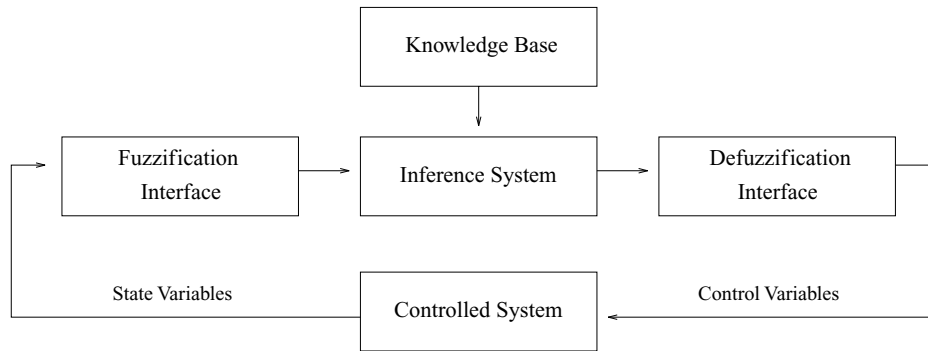 Knowledge Base
Fuzzification
Interface
Inference System
Defuzzification
Interface
State Variables
Controlled System
Control Variables